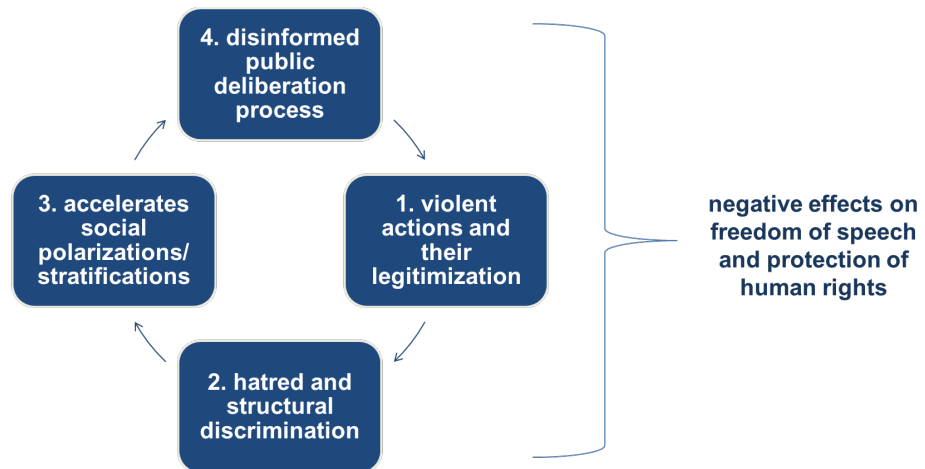 4. disinformed
public
deliberation
process
3. accelerates
social
polarizations/
stratifications
1. violent
actions and
their
legitimization
2. hatred and
structural
discrimination
negative effects on
freedom of speech
and protection of
human rights